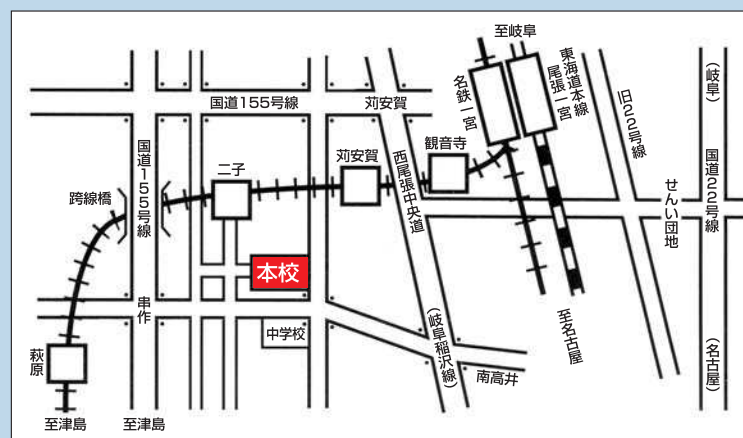 至岐阜
名鉄一宮
東海道本線
尾張一宮
旧22号線
(岐阜)
国道22号線
(名古屋)
せんい団地
国道155号線
苅安賀
国道155号線
二子
苅安賀
観音寺
西尾張中央道
跨線橋
本校
串作
中学校
(岐阜稲沢線)
至名古屋
萩原
南高井
至津島
至津島